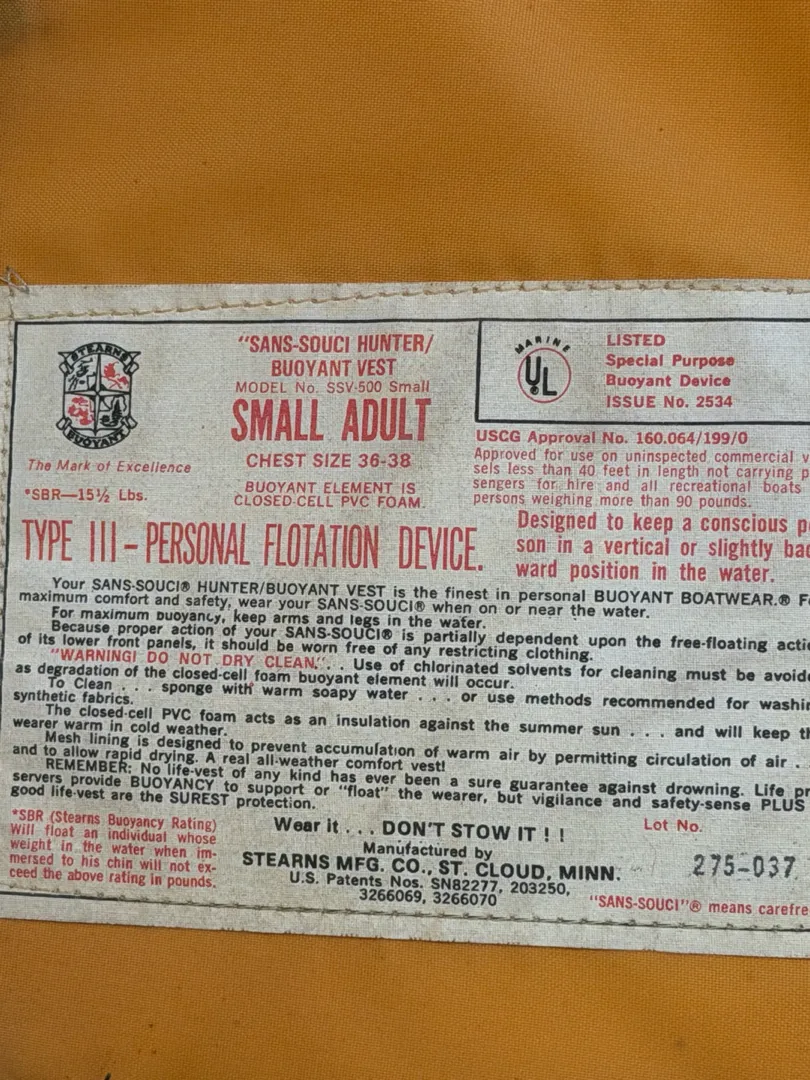 STEARNS
BUOYANT
The Mark of Excellence
*SBR—15½ Lbs.
"SANS-SOUCI HUNTER/
BUOYANT VEST
MODEL No. SSV-500 Small
SMALL ADULT
CHEST SIZE 36-38
BUOYANT ELEMENT IS
CLOSED-CELL PVC FOAM.
MARINE
UL
LISTED
Special Purpose
Buoyant Device
ISSUE No. 2534
USCG Approval No. 160.064/199/0
Approved for use on uninspected commercial v
sels less than 40 feet in length not carrying p
sengers for hire and all recreational boats
persons weighing more than 90 pounds.
TYPE III – PERSONAL FLOTATION DEVICE.
Designed to keep a conscious p
son in a vertical or slightly bac
ward position in the water.
Your SANS-SOUCI® HUNTER/BUOYANT VEST is the finest in personal BUOYANT BOATWEAR.® F
maximum comfort and safety, wear your SANS-SOUCI® when on or near the water.
For maximum buoyancy, keep arms and legs in the water.
Because proper action of your SANS-SOUCI® is partially dependent upon the free-floating acti
of its lower front panels, it should be worn free of any restricting clothing.
"WARNING! DO NOT DRY CLEAN.". . . Use of chlorinated solvents for cleaning must be avoide
as degradation of the closed-cell foam buoyant element will occur.
To Clean . . . sponge with warm soapy water . . . or use methods recommended for washin
synthetic fabrics.
The closed-cell PVC foam acts as an insulation against the summer sun . . . and will keep th
wearer warm in cold weather.
Mesh lining is designed to prevent accumulation of warm air by permitting circulation of air . .
and to allow rapid drying. A real all-weather comfort vest!
REMEMBER: No life-vest of any kind has ever been a sure guarantee against drowning. Life pr
servers provide BUOYANCY to support or "float" the wearer, but vigilance and safety-sense PLUS
good life-vest are the SUREST protection.
*SBR (Stearns Buoyancy Rating)
Will float an individual whose
weight in the water when im-
mersed to his chin will not ex-
ceed the above rating in pounds.
Wear it . . . DON'T STOW IT ! !
Manufactured by
STEARNS MFG. CO., ST. CLOUD, MINN.
U.S. Patents Nos. SN82277, 203250,
3266069, 3266070
Lot No.
275-037
"SANS-SOUCI"® means carefre